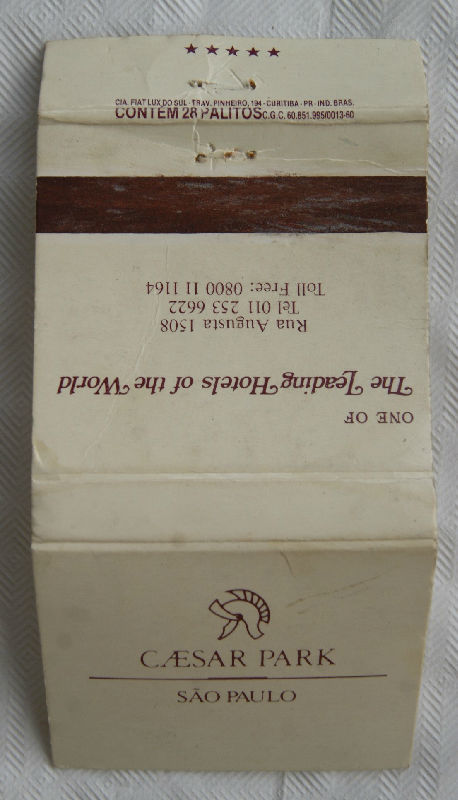 ★★★★★
CIA. FIAT LUX DO SUL - TRAV. PINHEIRO, 194 - CURITIBA - PR - IND. BRAS.
CONTÉM 28 PALITOS C.G.C. 60.851.995/0013-60
ONE OF
The Leading Hotels of the World
Rua Augusta 1508
Tel 011 253 6622
Toll Free: 0800 11 1164
CÆSAR PARK
SÃO PAULO